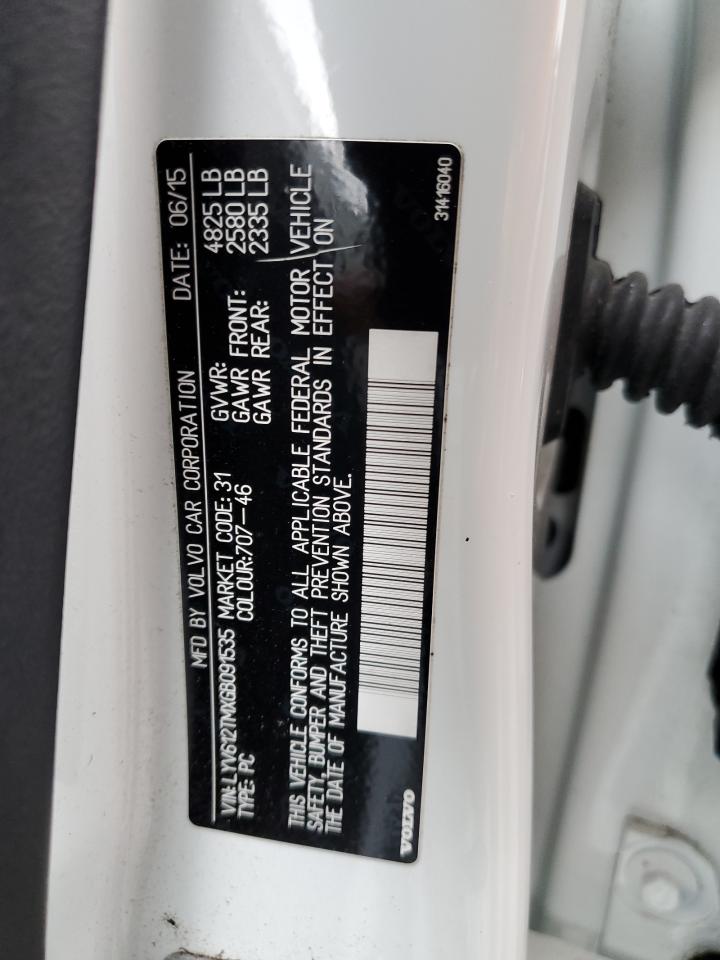 MFD BY VOLVO CAR CORPORATION DATE: 06/15
VIN: LYV612TMXGB091535 MARKET CODE: 31 GVWR: 4825 LB
TYPE: PC COLOUR:707-46 GAWR FRONT: 2580 LB
GAWR REAR: 2335 LB
THIS VEHICLE CONFORMS TO ALL APPLICABLE FEDERAL MOTOR VEHICLE
SAFETY, BUMPER AND THEFT PREVENTION STANDARDS IN EFFECT ON
THE DATE OF MANUFACTURE SHOWN ABOVE.
VOLVO 31416040